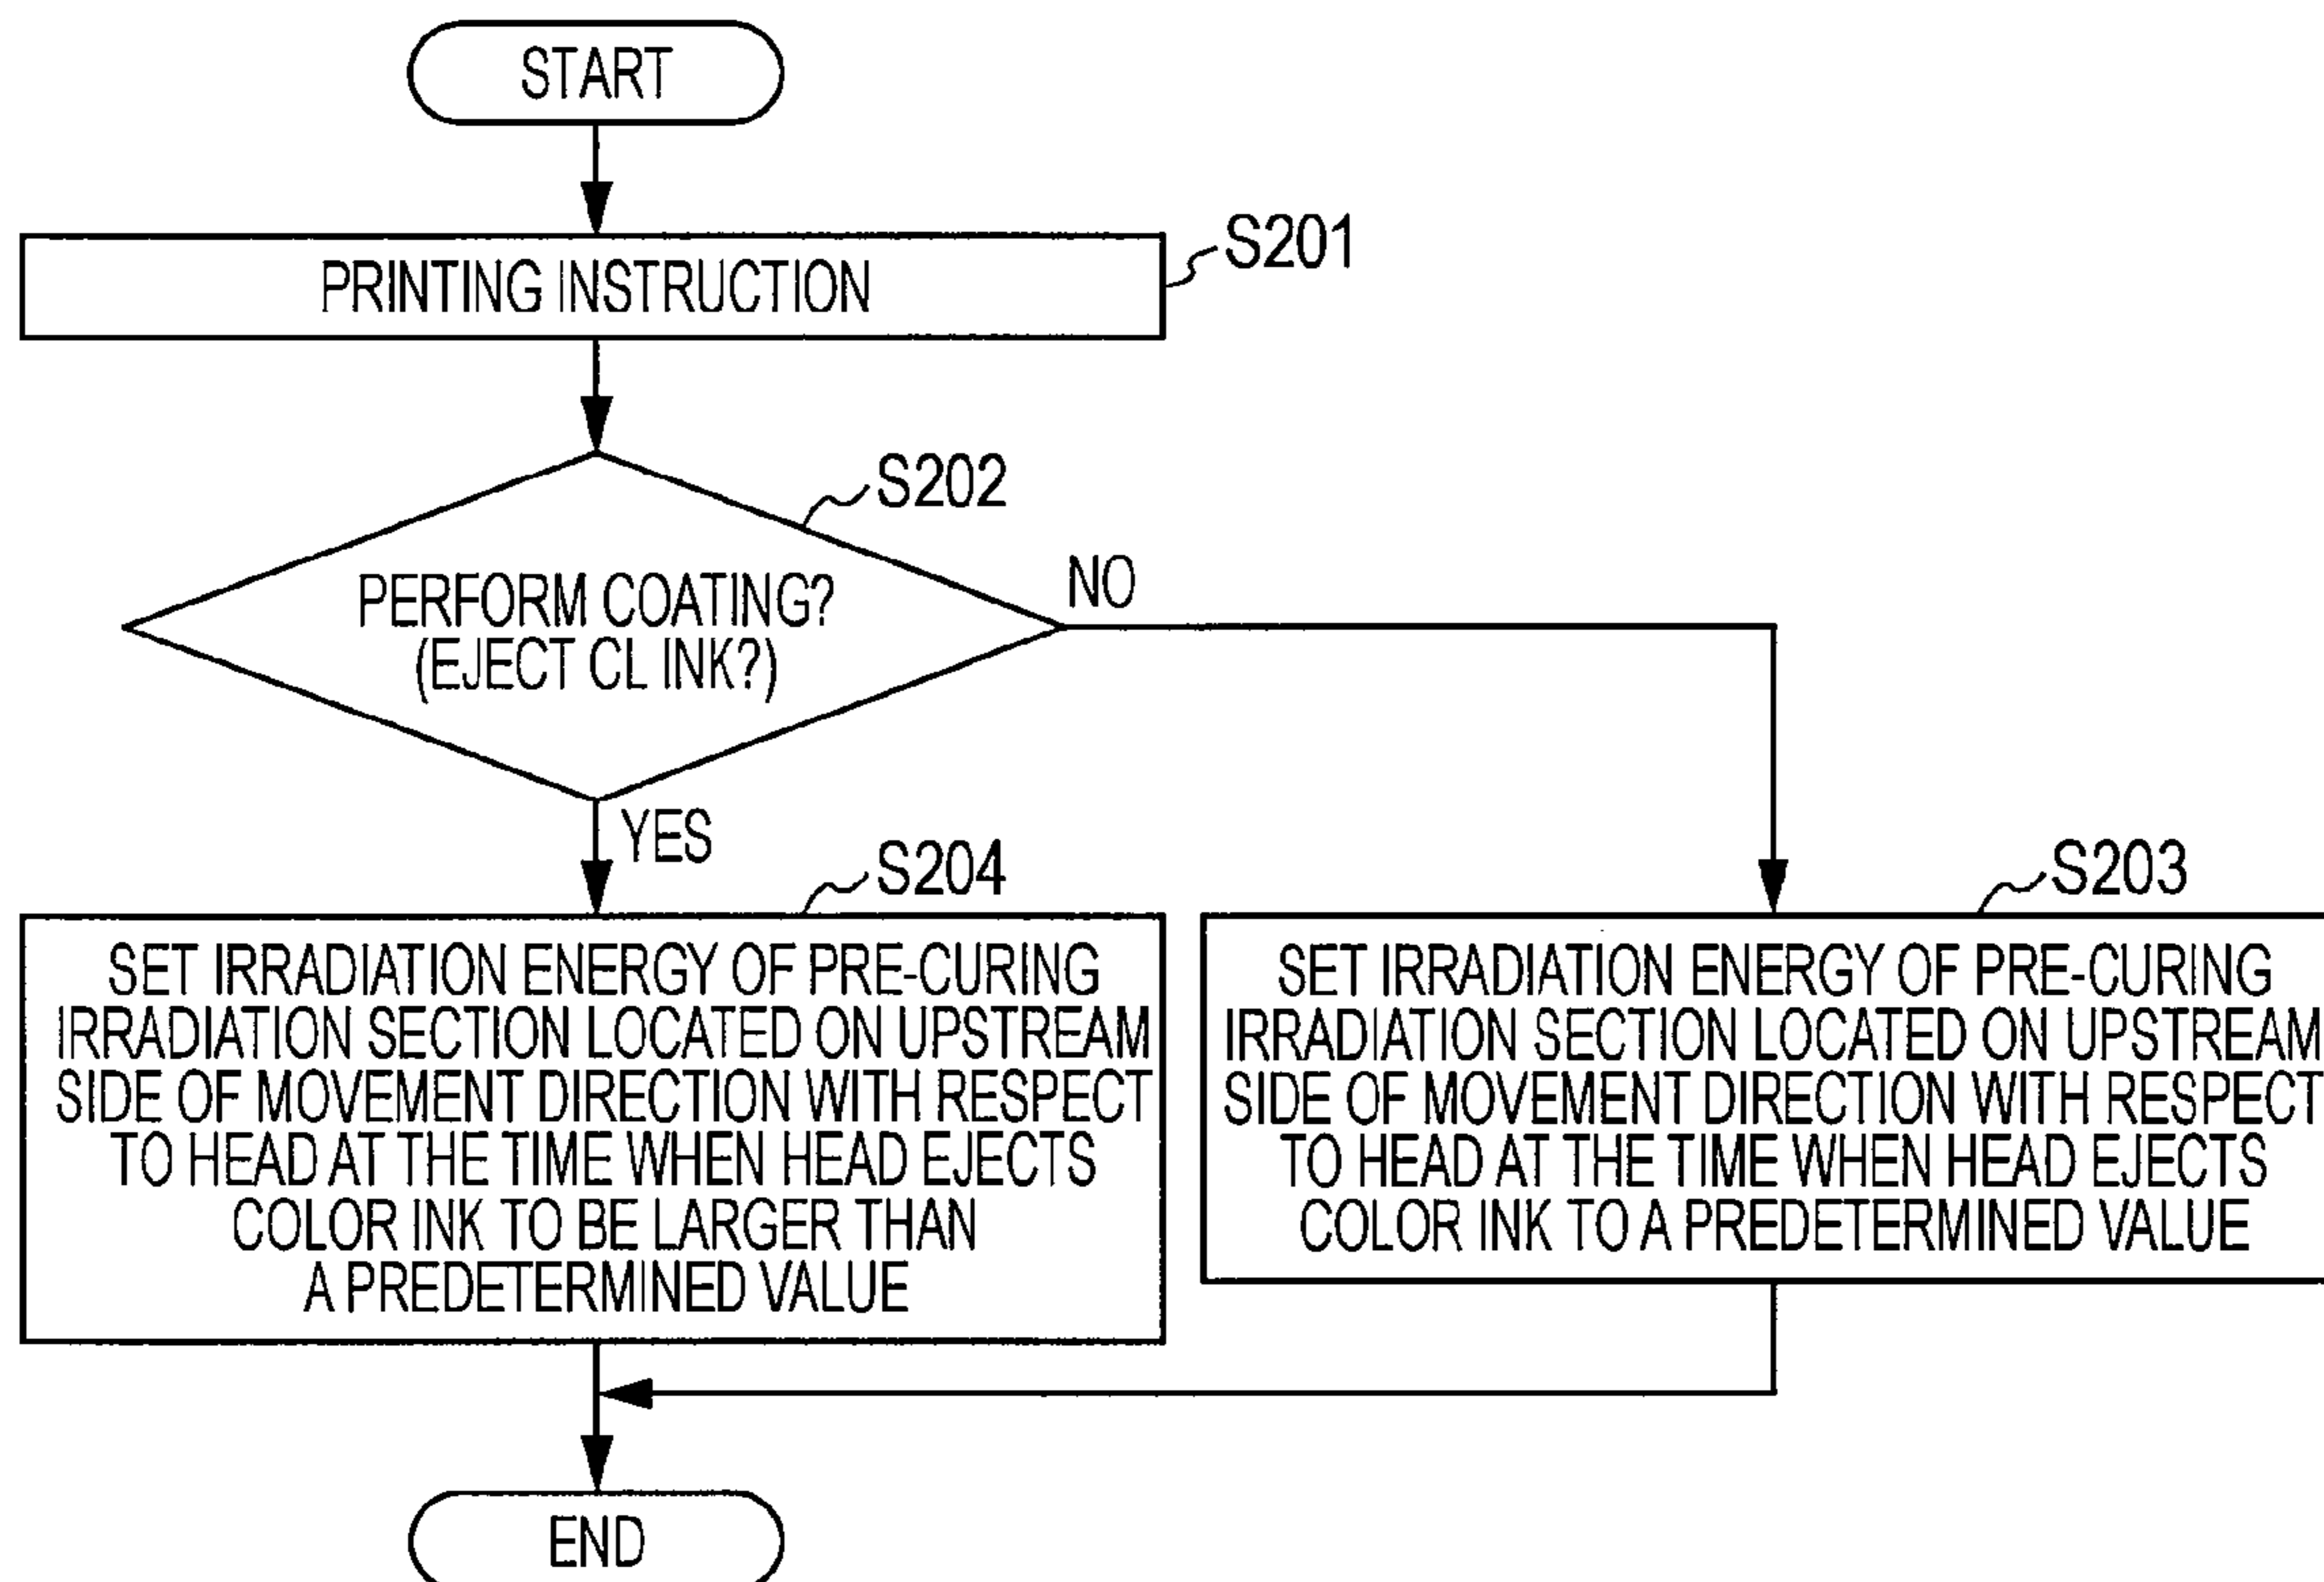 START
PRINTING INSTRUCTION
S201
S202
PERFORM COATING?
(EJECT CL INK?)
NO
YES
S204
SET IRRADIATION ENERGY OF PRE-CURING
IRRADIATION SECTION LOCATED ON UPSTREAM
SIDE OF MOVEMENT DIRECTION WITH RESPECT
TO HEAD AT THE TIME WHEN HEAD EJECTS
COLOR INK TO BE LARGER THAN
A PREDETERMINED VALUE
S203
SET IRRADIATION ENERGY OF PRE-CURING
IRRADIATION SECTION LOCATED ON UPSTREAM
SIDE OF MOVEMENT DIRECTION WITH RESPECT
TO HEAD AT THE TIME WHEN HEAD EJECTS
COLOR INK TO A PREDETERMINED VALUE
END